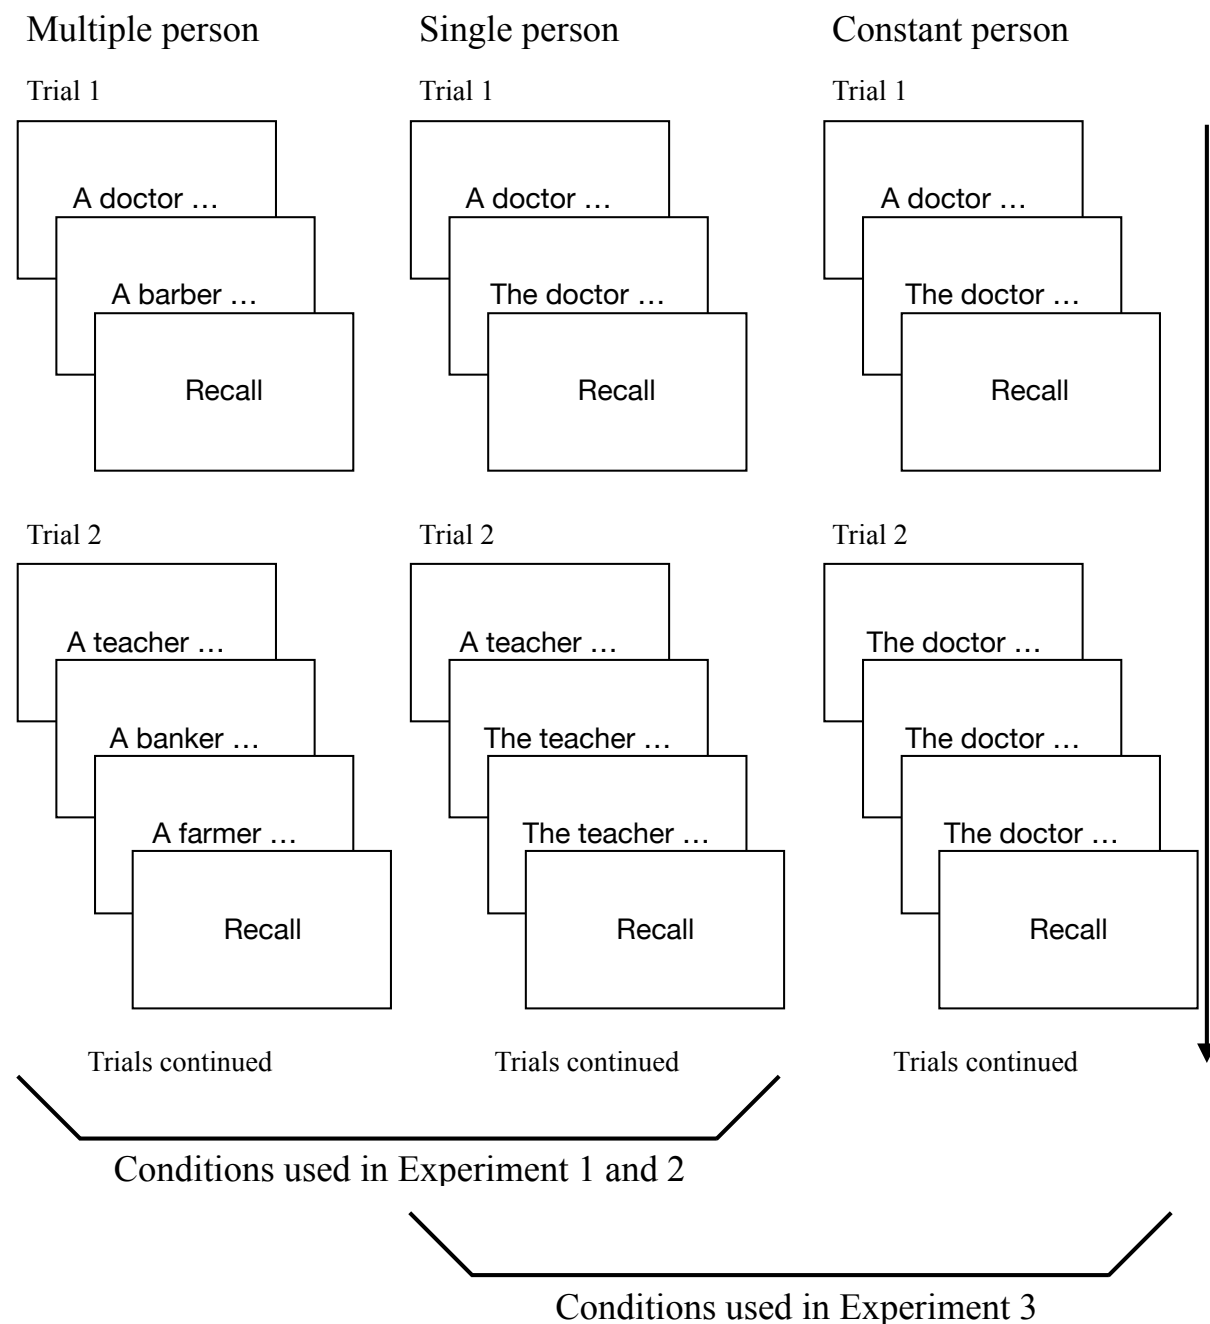 Multiple person
Trial 1
A doctor …
A barber …
Recall
Trial 2
A teacher …
A banker …
A farmer …
Recall
Trials continued
Single person
Trial 1
A doctor …
The doctor …
Recall
Trial 2
A teacher …
The teacher …
The teacher …
Recall
Trials continued
Constant person
Trial 1
A doctor …
The doctor …
Recall
Trial 2
The doctor …
The doctor …
The doctor …
Recall
Trials continued
Conditions used in Experiment 1 and 2
Conditions used in Experiment 3